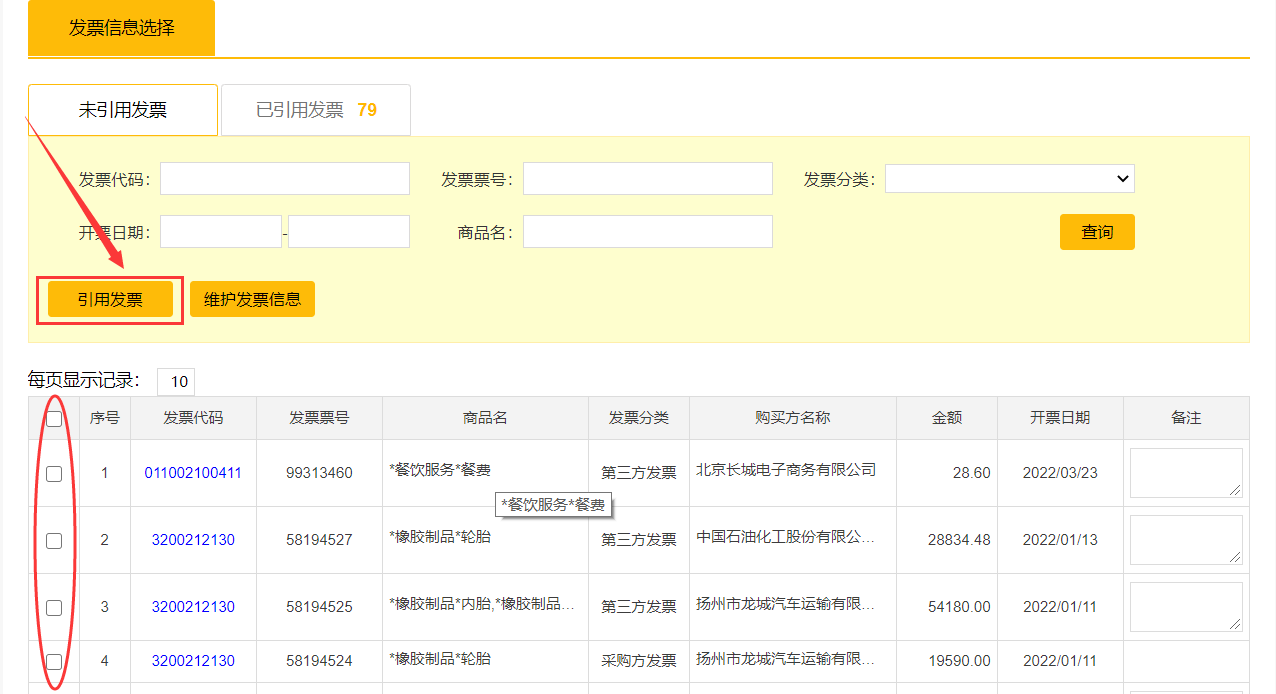 发票信息选择
未引用发票 已引用发票 79
发票代码： 发票票号： 发票分类：
开票日期： - 商品名： 查询
引用发票 维护发票信息
每页显示记录： 10
序号 发票代码 发票票号 商品名 发票分类 购买方名称 金额 开票日期 备注
1 011002100411 99313460 *餐饮服务*餐费 第三方发票 北京长城电子商务有限公司 28.60 2022/03/23
*餐饮服务*餐费
2 3200212130 58194527 *橡胶制品*轮胎 第三方发票 中国石油化工股份有限公… 28834.48 2022/01/13
3 3200212130 58194525 *橡胶制品*内胎,*橡胶制品… 第三方发票 扬州市龙城汽车运输有限… 54180.00 2022/01/11
4 3200212130 58194524 *橡胶制品*轮胎 采购方发票 扬州市龙城汽车运输有限… 19590.00 2022/01/11